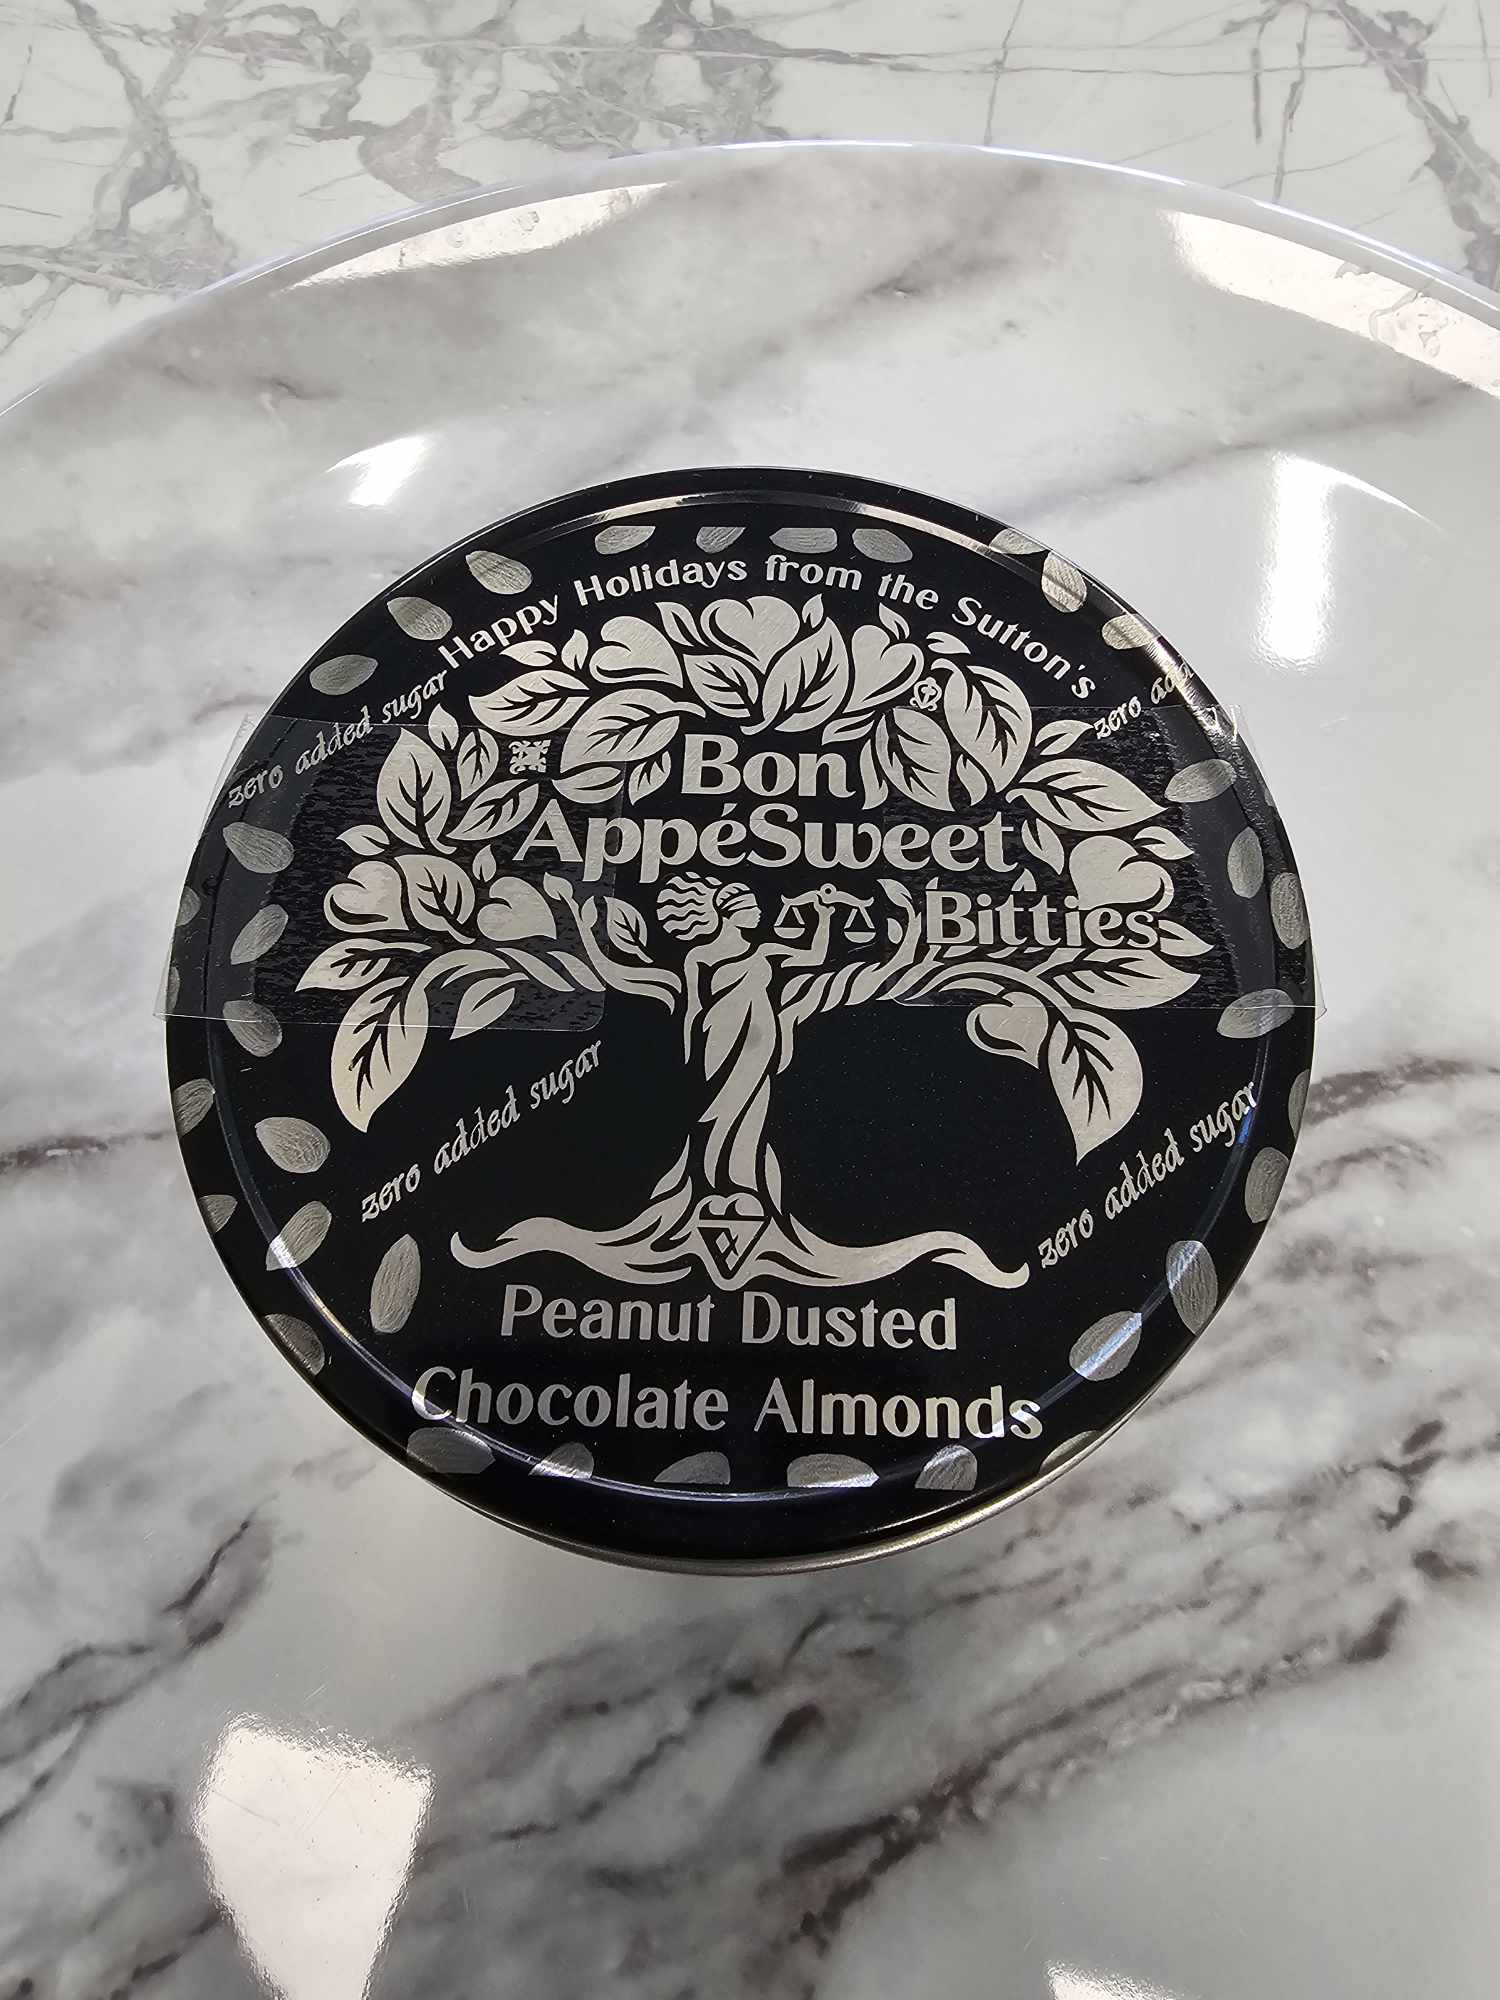 Happy Holidays from the Sutton's
zero added sugar
zero
Bon
AppéSweet
Bitties
zero added sugar
zero added sugar
Peanut Dusted
Chocolate Almonds